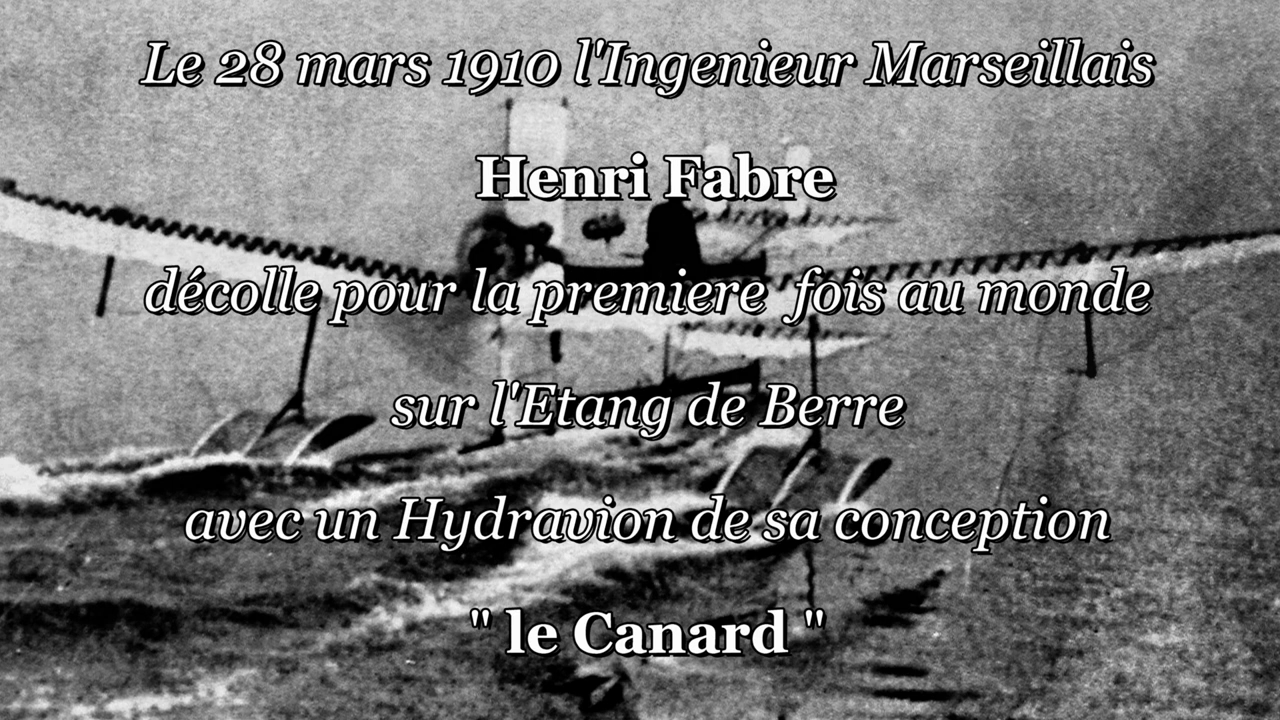 Le 28 mars 1910 l'Ingenieur Marseillais
Henri Fabre
décolle pour la premiere fois au monde
sur l'Etang de Berre
avec un Hydravion de sa conception
" le Canard "